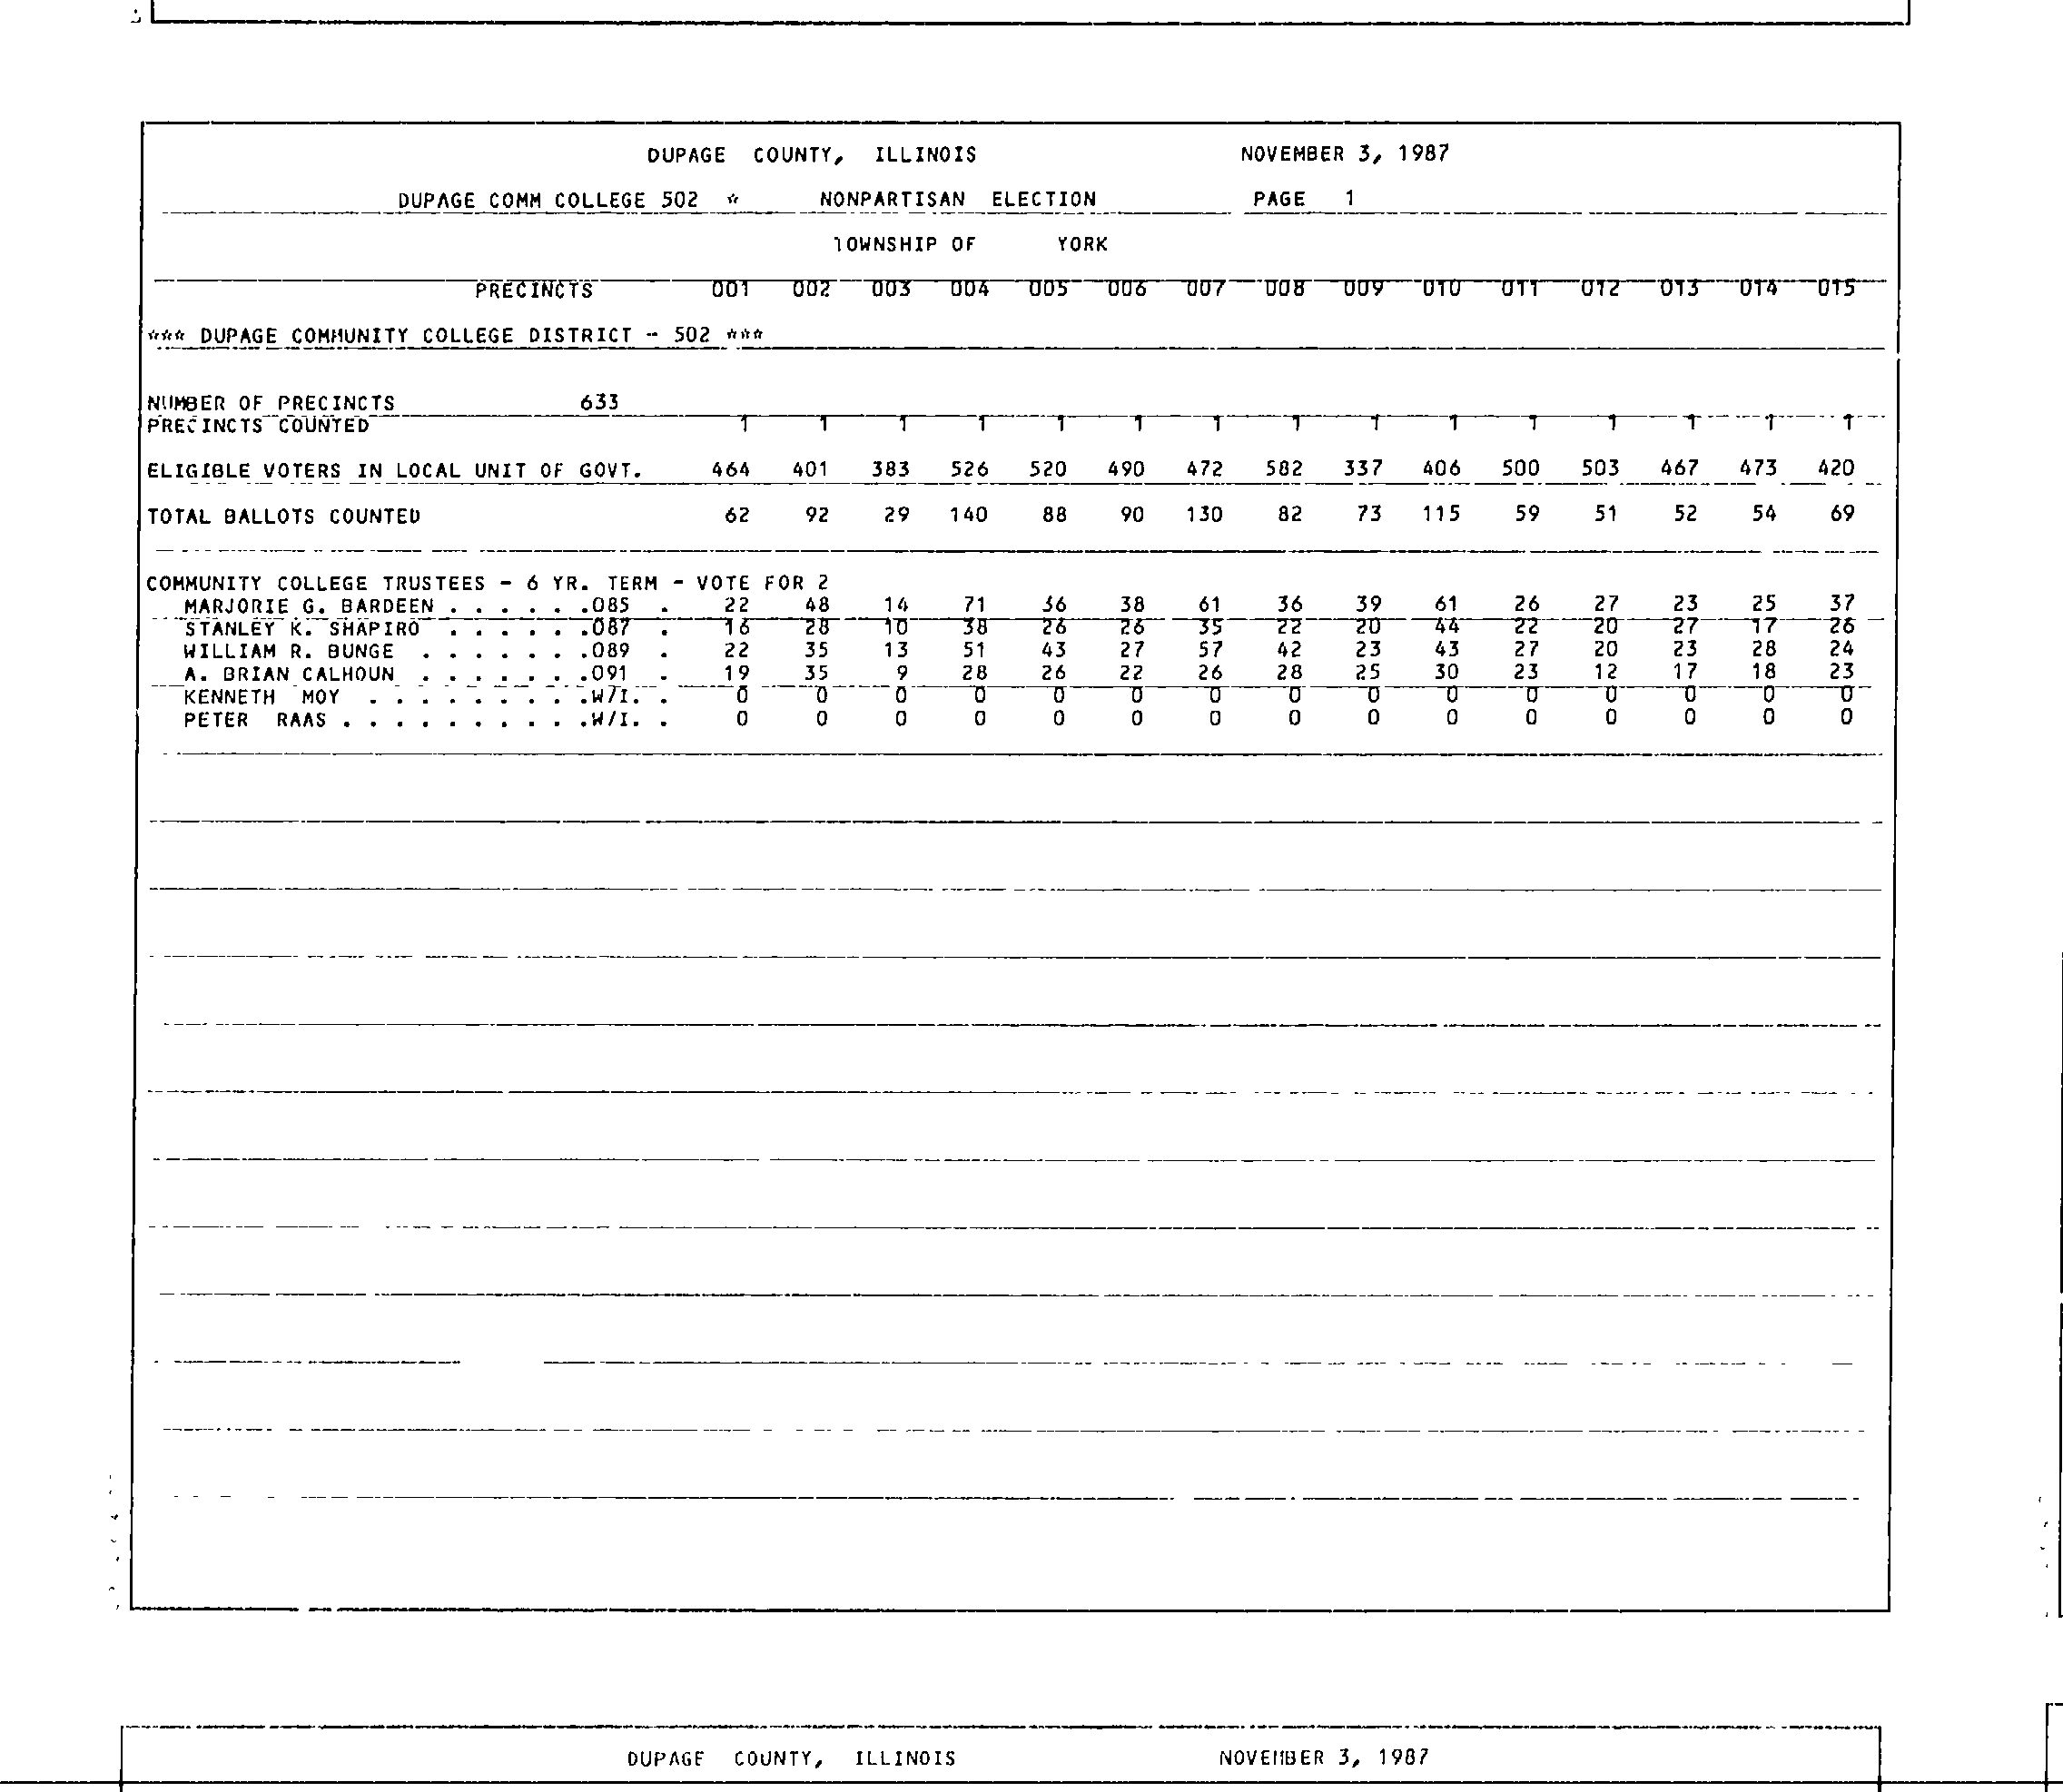 DUPAGE COUNTY, ILLINOIS NOVEMBER 3, 1987
DUPAGE COMM COLLEGE 502 * NONPARTISAN ELECTION PAGE 1
TOWNSHIP OF YORK
PRECINCTS 001 002 003 004 005 006 007 008 009 010 011 012 013 014 015
*** DUPAGE COMMUNITY COLLEGE DISTRICT - 502 ***
NUMBER OF PRECINCTS 633
PRECINCTS COUNTED 1 1 1 1 1 1 1 1 1 1 1 1 1 1 1
ELIGIBLE VOTERS IN LOCAL UNIT OF GOVT. 464 401 383 526 520 490 472 582 337 406 500 503 467 473 420
TOTAL BALLOTS COUNTED 62 92 29 140 88 90 130 82 73 115 59 51 52 54 69
COMMUNITY COLLEGE TRUSTEES - 6 YR. TERM - VOTE FOR 2
MARJORIE G. BARDEEN . . . . . .085 . 22 48 14 71 36 38 61 36 39 61 26 27 23 25 37
STANLEY K. SHAPIRO . . . . . .087 . 16 28 10 38 26 26 35 22 20 44 22 20 27 17 26
WILLIAM R. BUNGE . . . . . . .089 . 22 35 13 51 43 27 57 42 23 43 27 20 23 28 24
A. BRIAN CALHOUN . . . . . . .091 . 19 35 9 28 26 22 26 28 25 30 23 12 17 18 23
KENNETH MOY . . . . . . . . .W/I. . 0 0 0 0 0 0 0 0 0 0 0 0 0 0 0
PETER RAAS . . . . . . . . . .W/I. . 0 0 0 0 0 0 0 0 0 0 0 0 0 0 0
DUPAGE COUNTY, ILLINOIS NOVEMBER 3, 1987